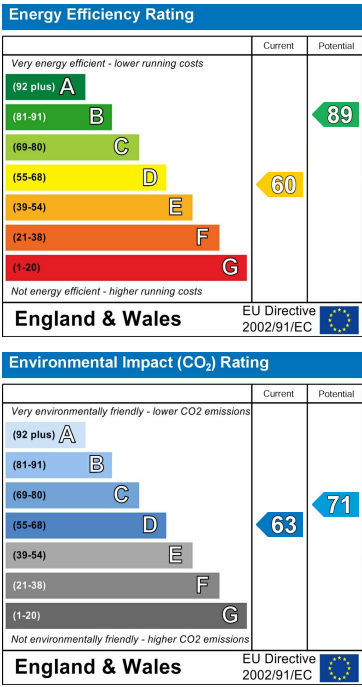 Energy Efficiency Rating
Current Potential
Very energy efficient - lower running costs
(92 plus) A
(81-91) B
89
(69-80) C
(55-68) D
60
(39-54) E
(21-38) F
(1-20) G
Not energy efficient - higher running costs
England & Wales
EU Directive
2002/91/EC
Environmental Impact (CO₂) Rating
Current Potential
Very environmentally friendly - lower CO2 emissions
(92 plus) A
(81-91) B
(69-80) C
71
(55-68) D
63
(39-54) E
(21-38) F
(1-20) G
Not environmentally friendly - higher CO2 emissions
England & Wales
EU Directive
2002/91/EC